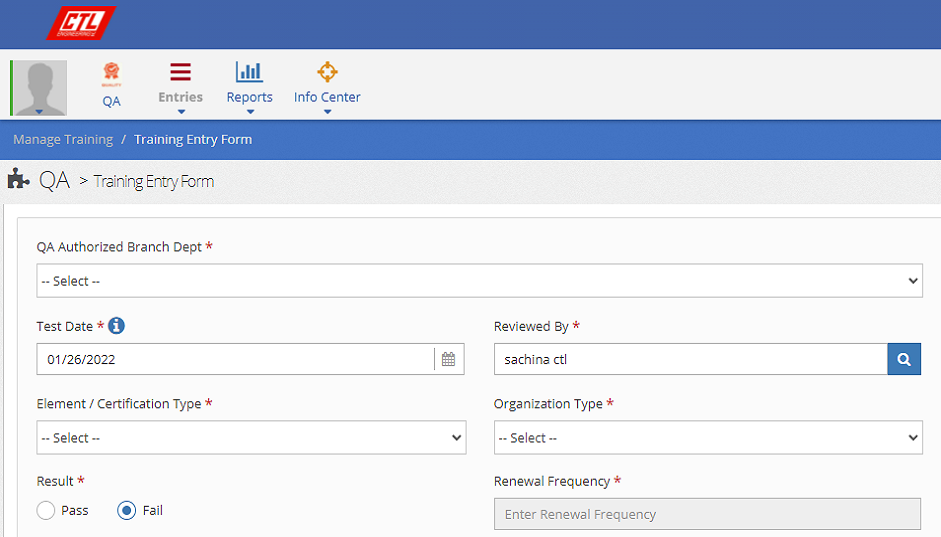 CTL
ENGINEERING
QUALITY
QA
Entries
Reports
Info Center
Manage Training / Training Entry Form
QA > Training Entry Form
QA Authorized Branch Dept *
-- Select --
Test Date *
Reviewed By *
01/26/2022
sachina ctl
Element / Certification Type *
Organization Type *
-- Select --
-- Select --
Result *
Renewal Frequency *
Pass
Fail
Enter Renewal Frequency